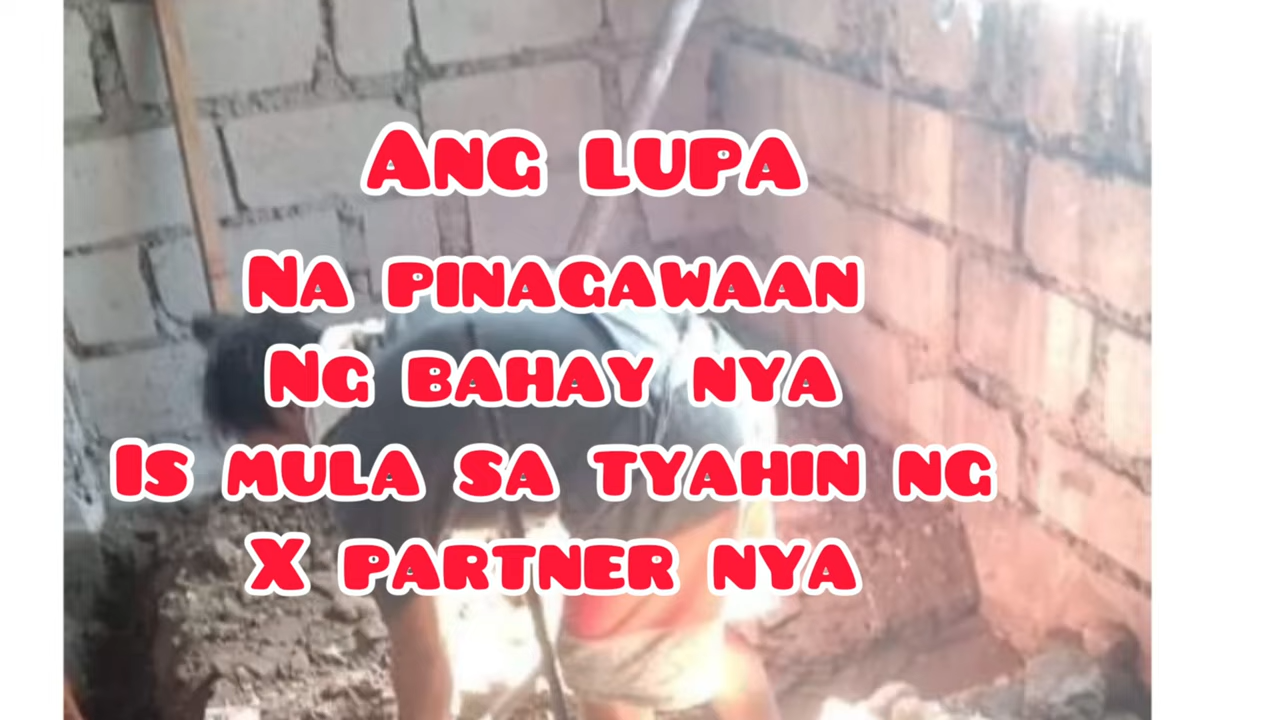 Ang lupa
Na pinagawaan
Ng bahay nya
Is mula sa tyahin ng
X partner nya